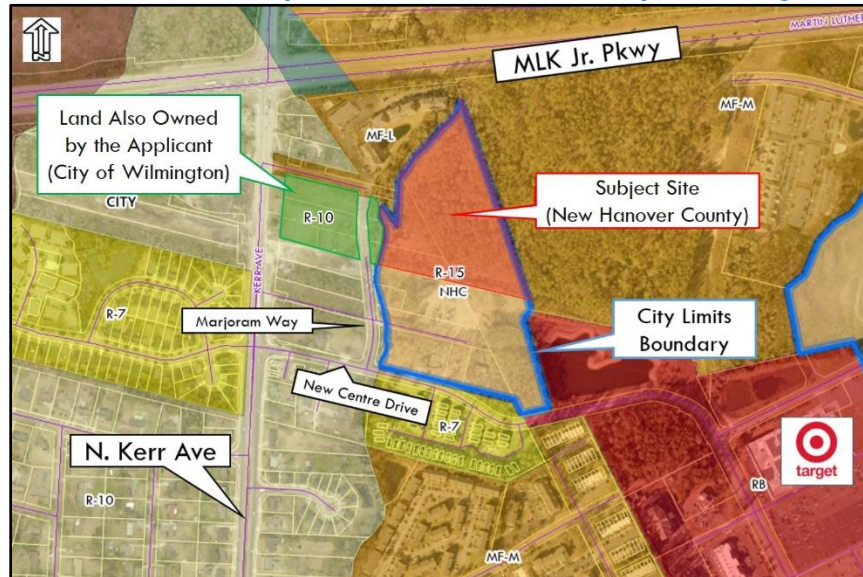 MARTIN LUTHER
MLK Jr. Pkwy
Land Also Owned
by the Applicant
(City of Wilmington)
MF-L
MF-M
Subject Site
(New Hanover County)
CITY
R-10
KERR AVE
R-15
NHC
R-7
Marjoram Way
City Limits
Boundary
New Centre Drive
R-7
N. Kerr Ave
target
RB
R-10
MF-M